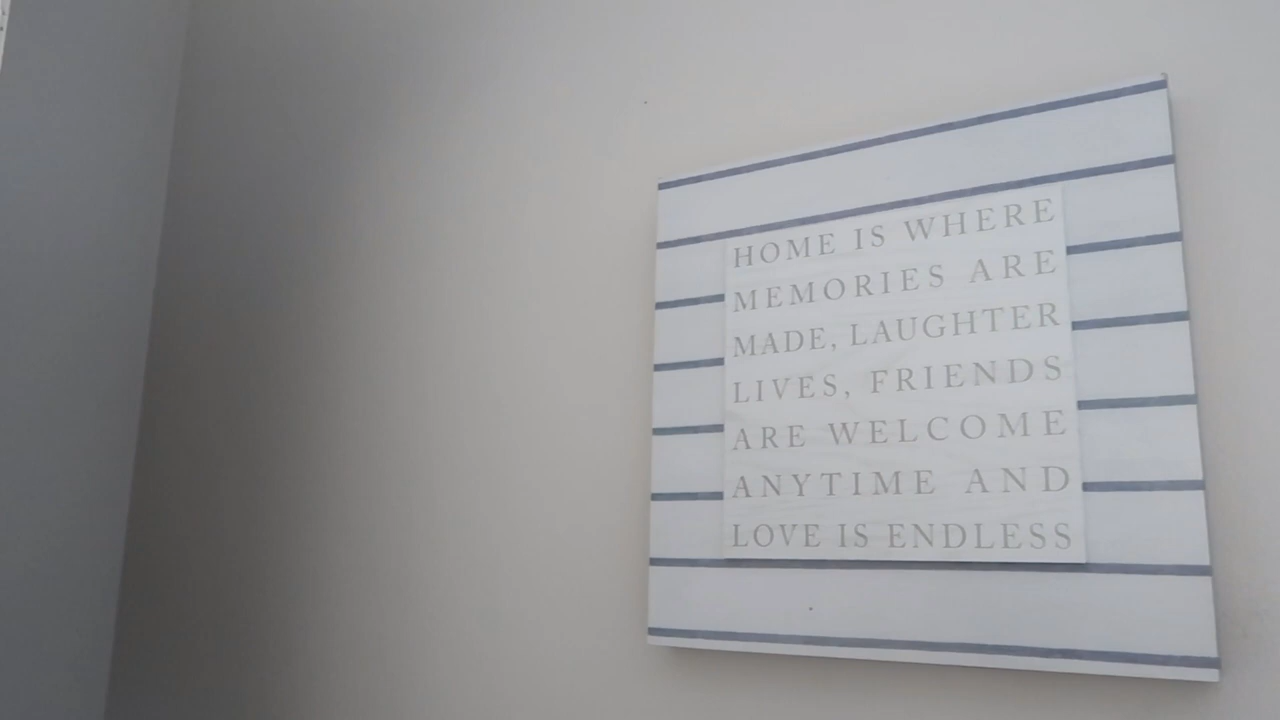 HOME IS WHERE
MEMORIES ARE
MADE, LAUGHTER
LIVES, FRIENDS
ARE WELCOME
ANYTIME AND
LOVE IS ENDLESS